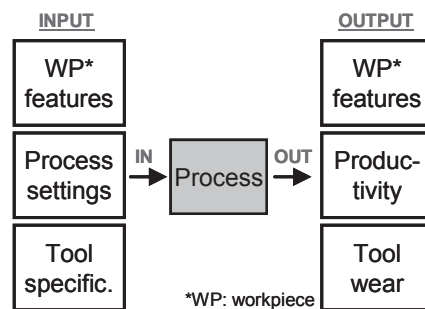 INPUT
OUTPUT
WP*
features
WP*
features
Process
settings
IN
Process
OUT
Produc-
tivity
Tool
specific.
Tool
wear
*WP: workpiece